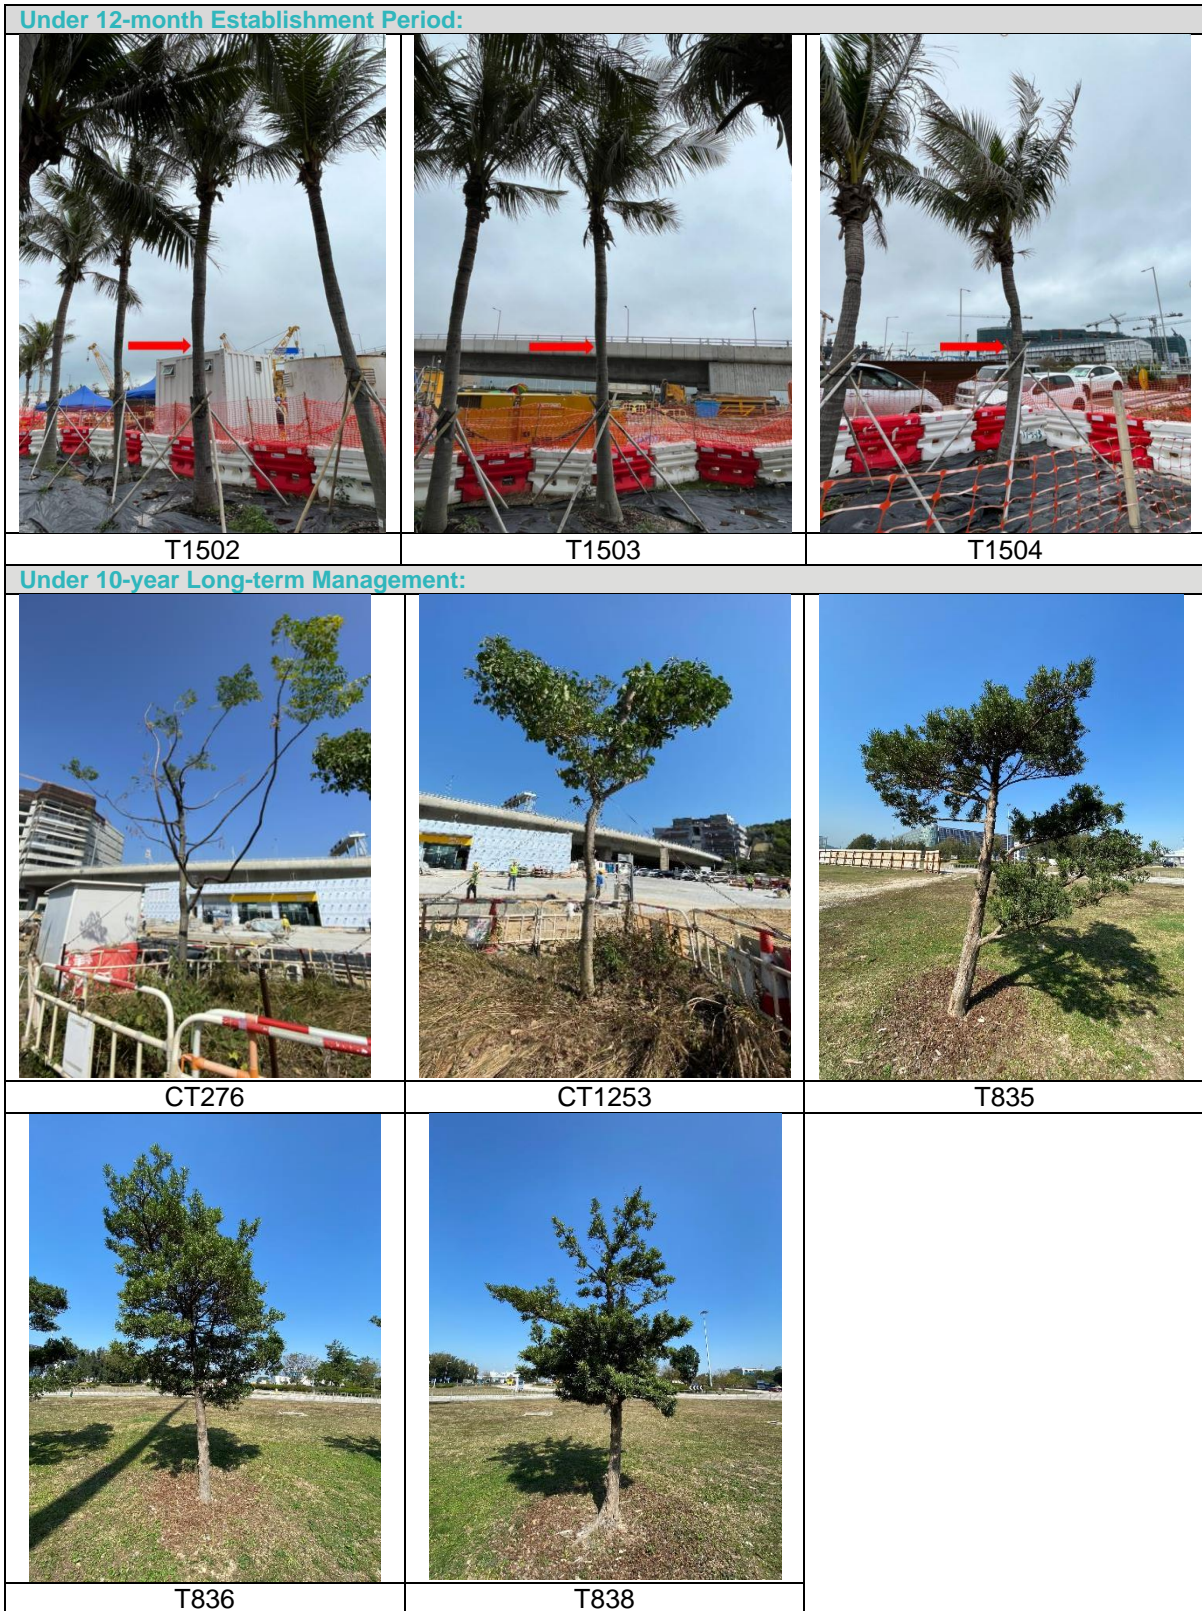 Under 12-month Establishment Period:
T1502
T1503
T1504
Under 10-year Long-term Management:
CT276
CT1253
T835
T836
T838